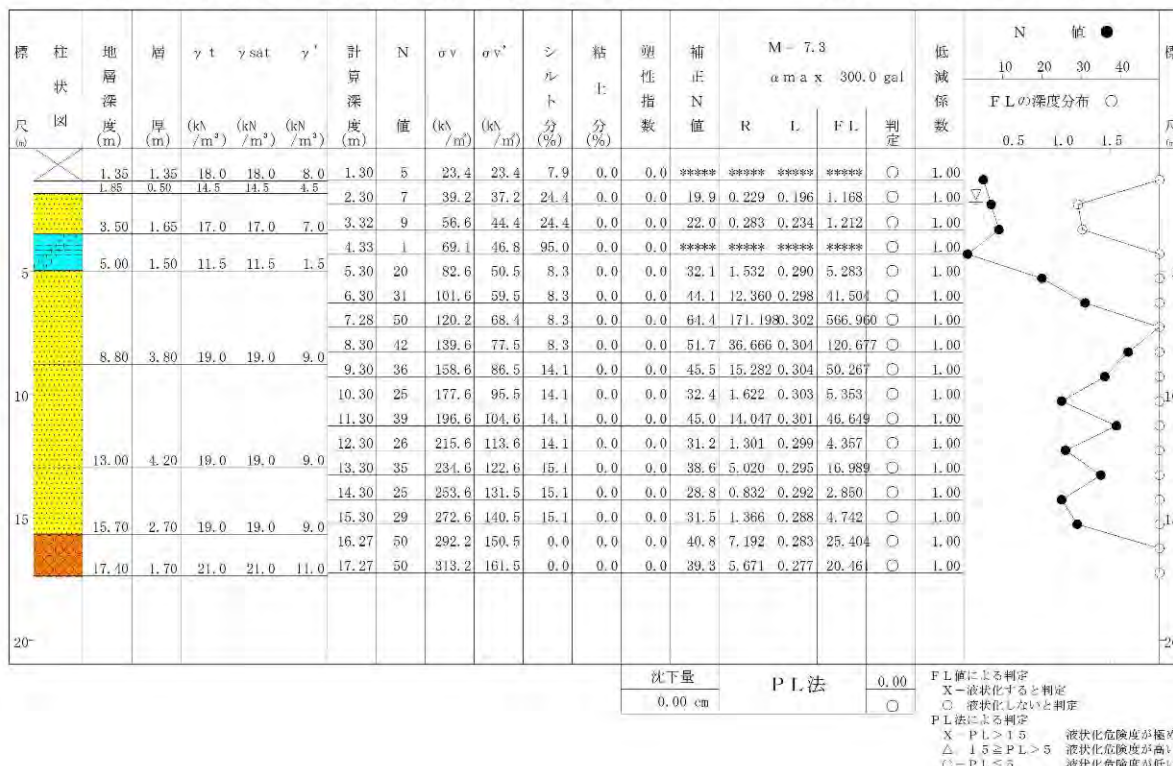 標尺(m) 柱状図 地層深度(m) 層厚(m) γt(kN/m³) γsat(kN/m³) γ'(kN/m³) 計算深度(m) N値 σv(kN/㎡) σv'(kN/㎡) シルト分(%) 粘土分(%) 塑性指数 補正N値 R L FL 判定 低減係数
M- 7.3
αmax 300.0 gal
N 値 ●
10 20 30 40
FLの深度分布 ○
0.5 1.0 1.5
標尺
1.35 1.35 18.0 18.0 8.0 1.30 5 23.4 23.4 7.9 0.0 0.0 ***** ***** ***** ***** ○ 1.00
1.85 0.50 14.5 14.5 4.5
2.30 7 39.2 37.2 24.4 0.0 0.0 19.9 0.229 0.196 1.168 ○ 1.00
3.50 1.65 17.0 17.0 7.0 3.32 9 56.6 44.4 24.4 0.0 0.0 22.0 0.283 0.234 1.212 ○ 1.00
4.33 1 69.1 46.8 95.0 0.0 0.0 ***** ***** ***** ***** ○ 1.00
5 5.00 1.50 11.5 11.5 1.5 5.30 20 82.6 50.5 8.3 0.0 0.0 32.1 1.532 0.290 5.283 ○ 1.00
6.30 31 101.6 59.5 8.3 0.0 0.0 44.1 12.360 0.298 41.504 ○ 1.00
7.28 50 120.2 68.4 8.3 0.0 0.0 64.4 171.198 0.302 566.960 ○ 1.00
8.80 3.80 19.0 19.0 9.0 8.30 42 139.6 77.5 8.3 0.0 0.0 51.7 36.666 0.304 120.677 ○ 1.00
9.30 36 158.6 86.5 14.1 0.0 0.0 45.5 15.282 0.304 50.267 ○ 1.00
10 10.30 25 177.6 95.5 14.1 0.0 0.0 32.4 1.622 0.303 5.353 ○ 1.00
11.30 39 196.6 104.6 14.1 0.0 0.0 45.0 14.047 0.301 46.649 ○ 1.00
12.30 26 215.6 113.6 14.1 0.0 0.0 31.2 1.301 0.299 4.357 ○ 1.00
13.00 4.20 19.0 19.0 9.0 13.30 35 234.6 122.6 15.1 0.0 0.0 38.6 5.020 0.295 16.989 ○ 1.00
14.30 25 253.6 131.5 15.1 0.0 0.0 28.8 0.832 0.292 2.850 ○ 1.00
15 15.70 2.70 19.0 19.0 9.0 15.30 29 272.6 140.5 15.1 0.0 0.0 31.5 1.366 0.288 4.742 ○ 1.00
16.27 50 292.2 150.5 0.0 0.0 0.0 40.8 7.192 0.283 25.404 ○ 1.00
17.40 1.70 21.0 21.0 11.0 17.27 50 313.2 161.5 0.0 0.0 0.0 39.3 5.671 0.277 20.461 ○ 1.00
20
沈下量 PL法 0.00
0.00 cm ○
FL値による判定
X-液状化すると判定
○ 液状化しないと判定
PL法による判定
X-PL>15 液状化危険度が極め
△ 15≧PL>5 液状化危険度が高い
○-PL≦5 液状化危険度が低い